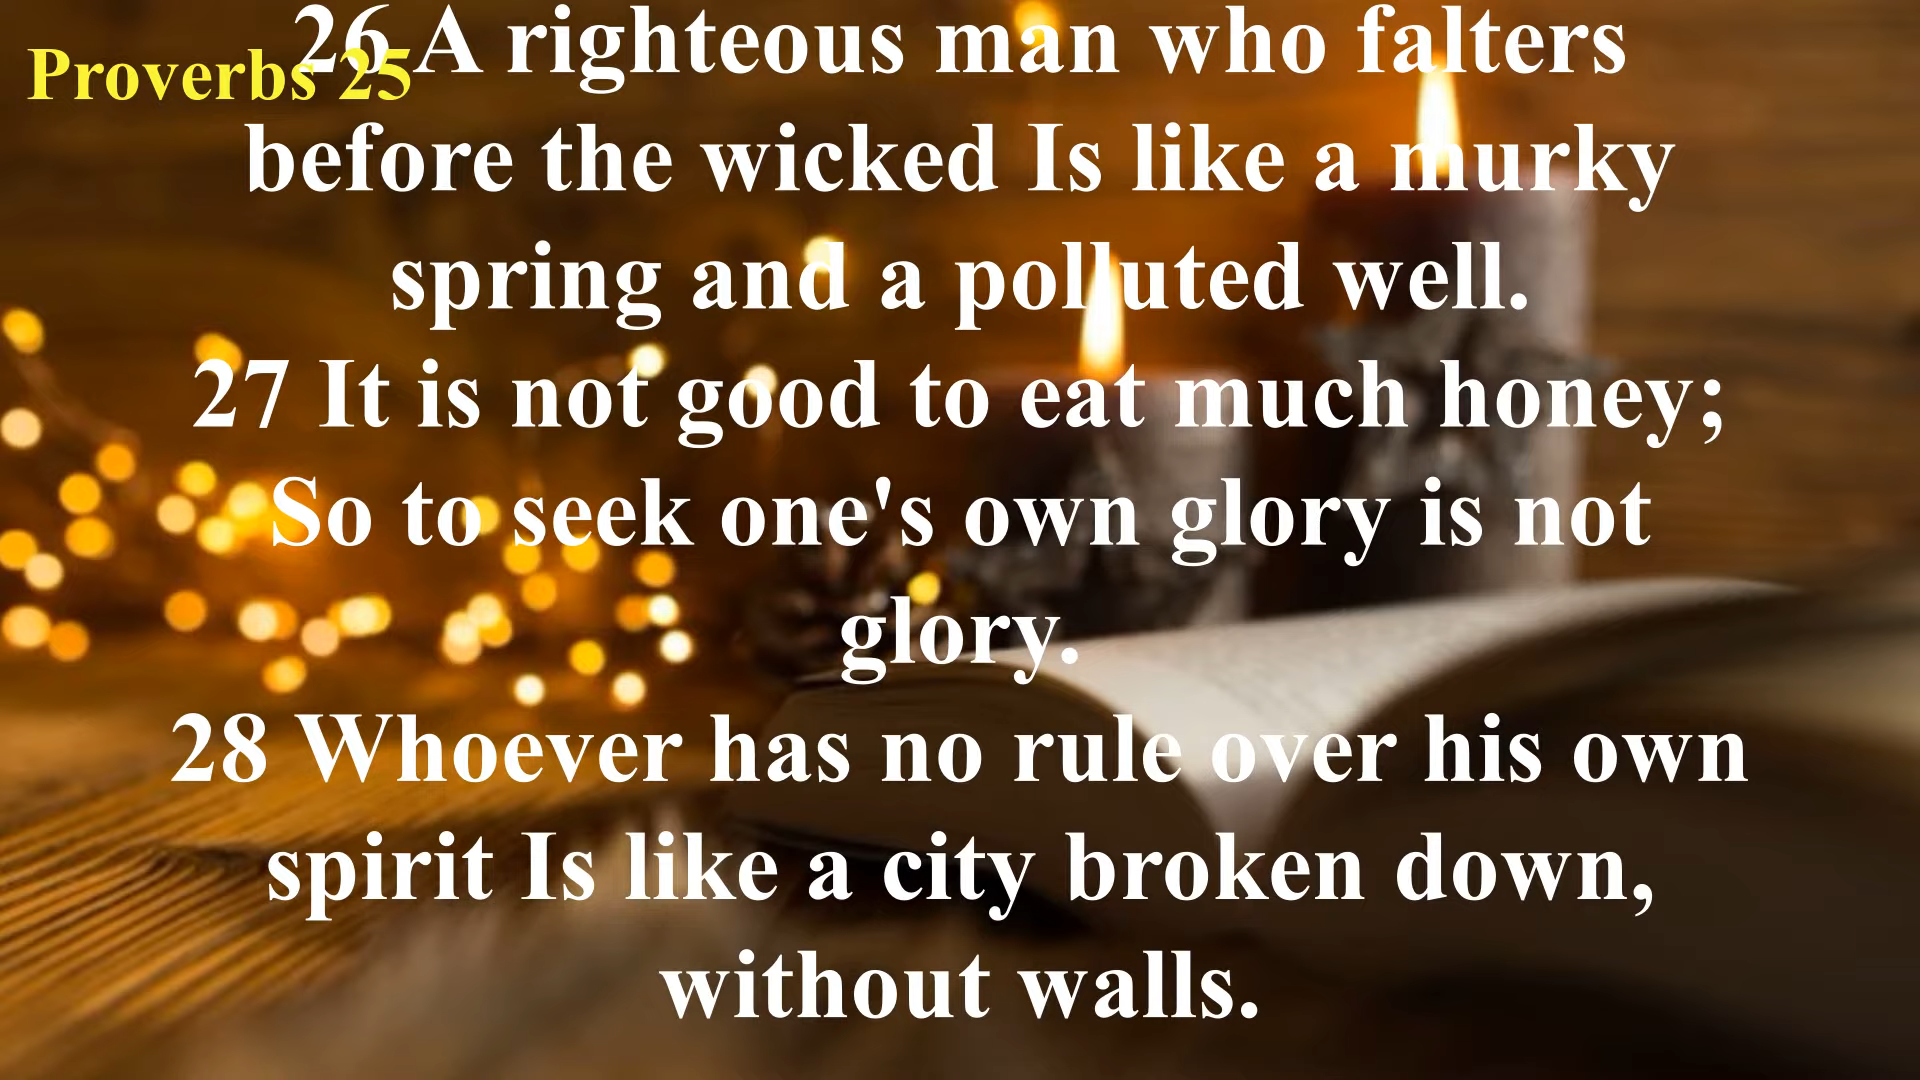 Proverbs 25
26 A righteous man who falters
before the wicked Is like a murky
spring and a polluted well.
27 It is not good to eat much honey;
So to seek one's own glory is not
glory.
28 Whoever has no rule over his own
spirit Is like a city broken down,
without walls.